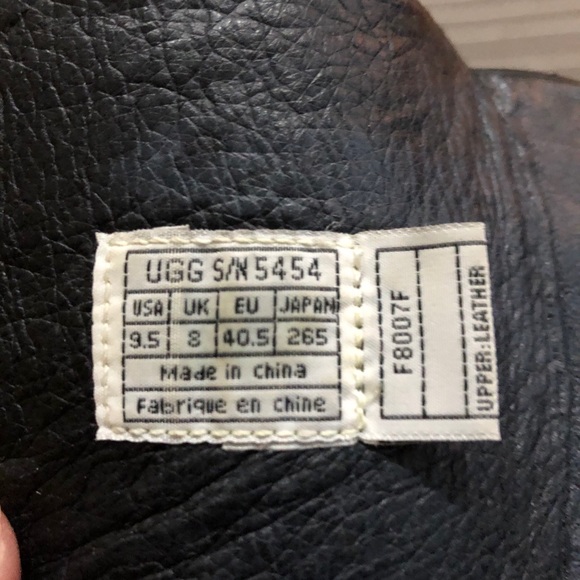 UGG S/N 5454
USA UK EU JAPAN
9.5 8 40.5 265
Made in China
Fabrique en Chine
F8007F
UPPER:LEATHER